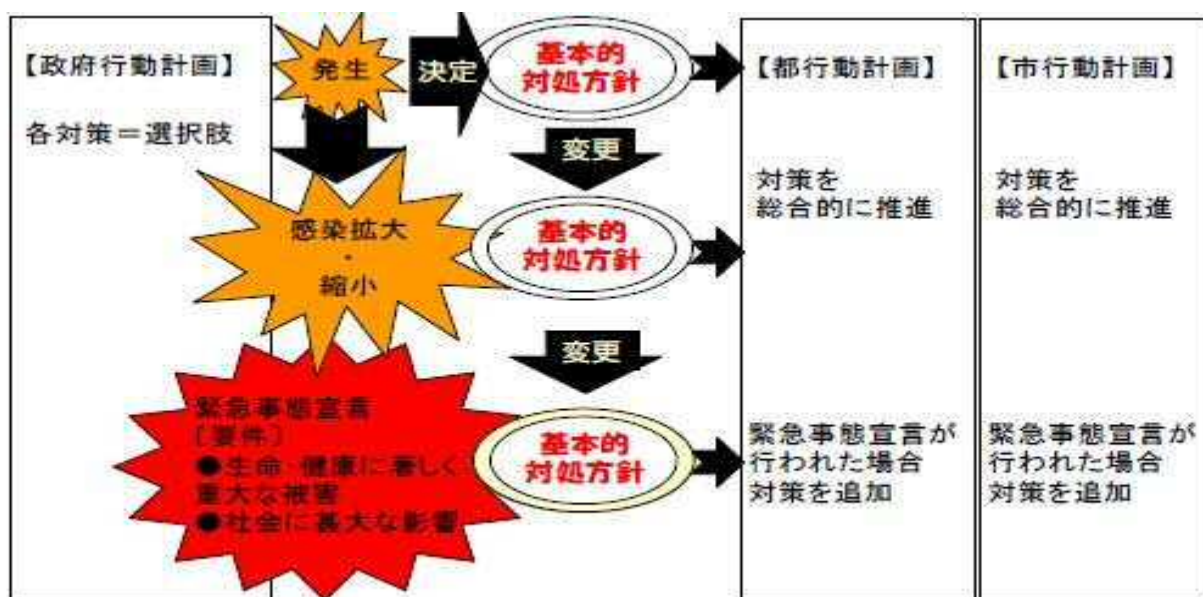 【政府行動計画】
各対策＝選択肢
発生
決定
基本的
対処方針
【都行動計画】
【市行動計画】
変更
感染拡大
・
縮小
基本的
対処方針
対策を
総合的に推進
対策を
総合的に推進
変更
緊急事態宣言
〔要件〕
●生命・健康に著しく
重大な被害
●社会に甚大な影響
基本的
対処方針
緊急事態宣言が
行われた場合
対策を追加
緊急事態宣言が
行われた場合
対策を追加